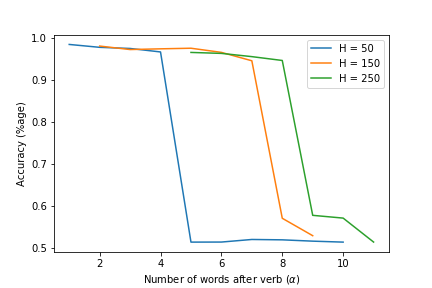 1.0
0.9
0.8
0.7
0.6
0.5
Accuracy (%age)
H = 50
H = 150
H = 250
2 4 6 8 10
Number of words after verb (α)